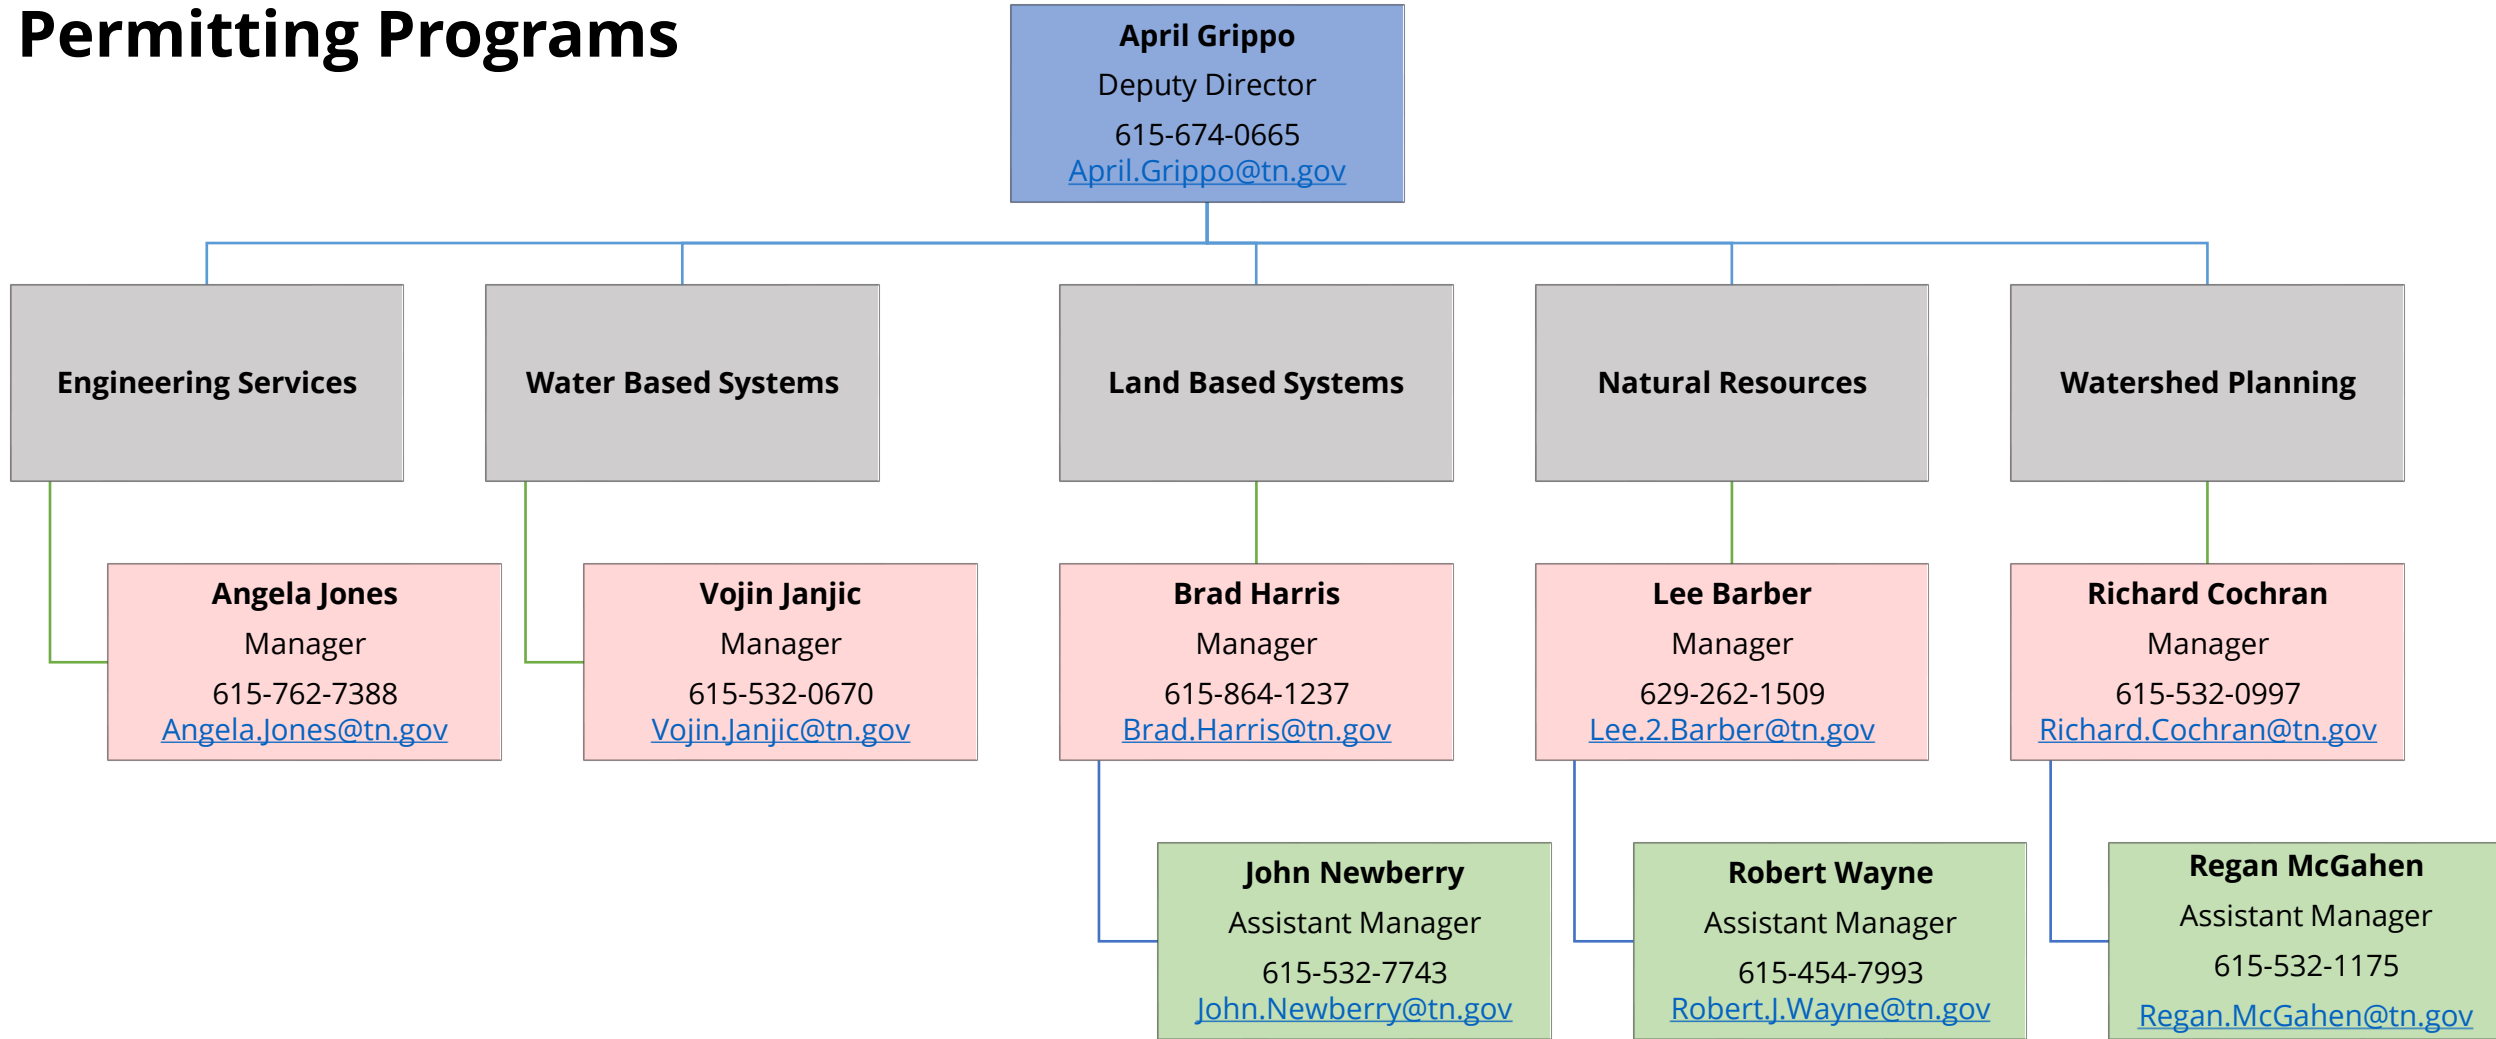 Permitting Programs
April Grippo
Deputy Director
615-674-0665
April.Grippo@tn.gov
Engineering Services
Water Based Systems
Land Based Systems
Natural Resources
Watershed Planning
Angela Jones
Manager
615-762-7388
Angela.Jones@tn.gov
Vojin Janjic
Manager
615-532-0670
Vojin.Janjic@tn.gov
Brad Harris
Manager
615-864-1237
Brad.Harris@tn.gov
Lee Barber
Manager
629-262-1509
Lee.2.Barber@tn.gov
Richard Cochran
Manager
615-532-0997
Richard.Cochran@tn.gov
John Newberry
Assistant Manager
615-532-7743
John.Newberry@tn.gov
Robert Wayne
Assistant Manager
615-454-7993
Robert.J.Wayne@tn.gov
Regan McGahen
Assistant Manager
615-532-1175
Regan.McGahen@tn.gov